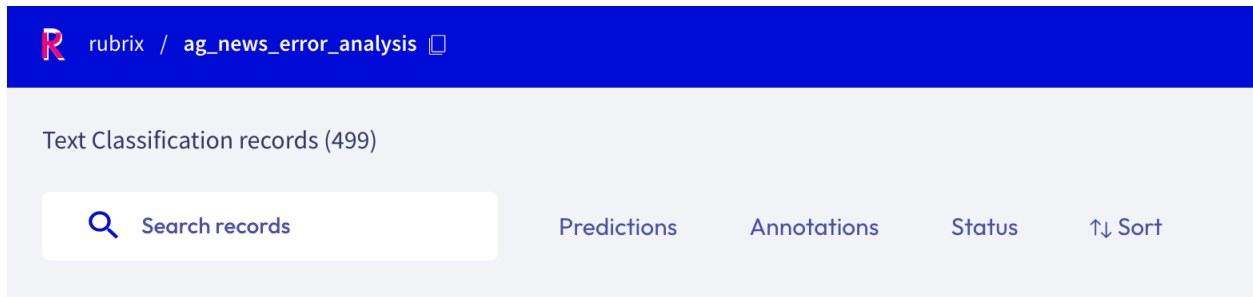 R rubrix / ag_news_error_analysis
Text Classification records (499)
Search records Predictions Annotations Status ↑↓ Sort